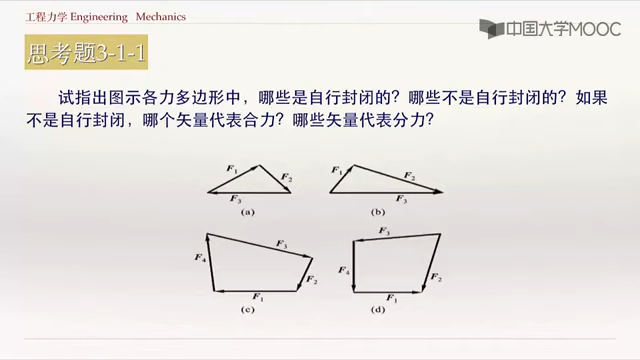 工程力学 Engineering Mechanics
中国大学MOOC
思考题3-1-1
试指出图示各力多边形中，哪些是自行封闭的？哪些不是自行封闭的？如果
不是自行封闭，哪个矢量代表合力？哪些矢量代表分力？
F1 F2 F1 F2
F3 F3
(a) (b)
F3 F3
F4 F2 F4 F2
F1 F1
(c) (d)